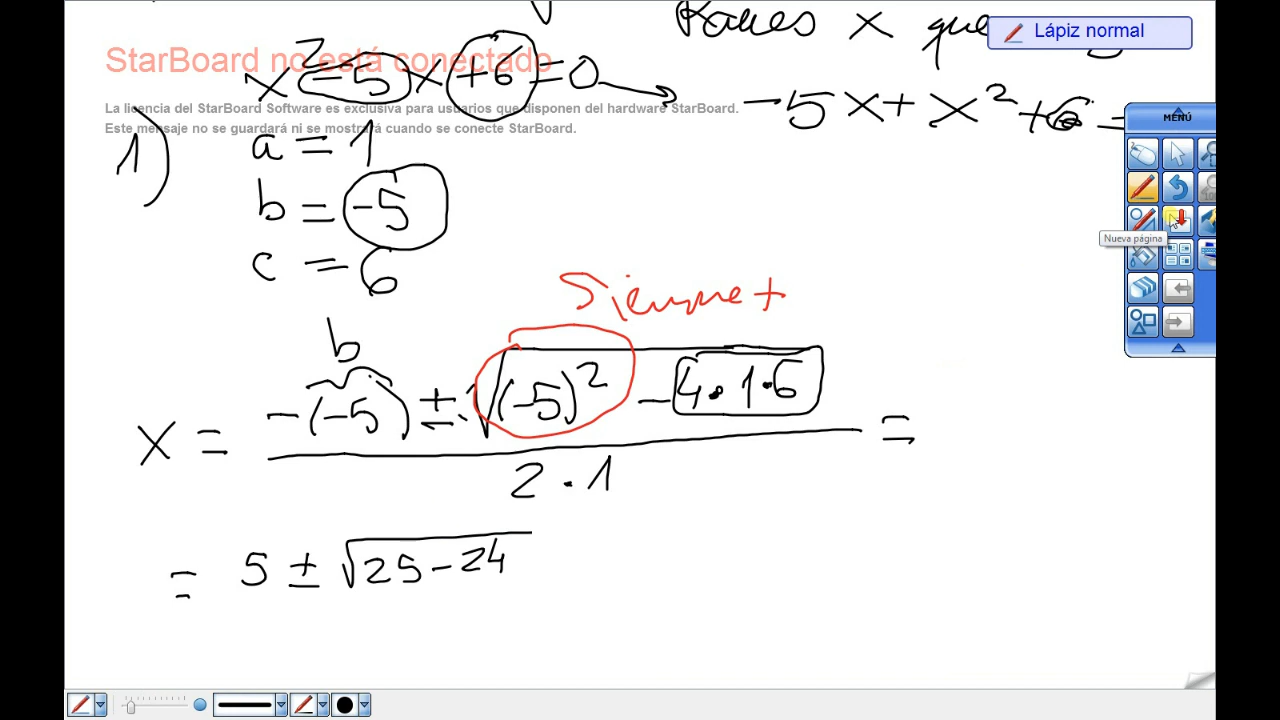 Raíces x que
Lápiz normal
StarBoard no está conectado
x² -5x +6 = 0 → -5x + x² + 6 =
La licencia del StarBoard Software es exclusiva para usuarios que disponen del hardware StarBoard.
Este mensaje no se guardará ni se mostrará cuando se conecte StarBoard.
MENÚ
1) a = 1
b = -5
Nueva página
c = 6
Siempre +
b
x = -(-5) ± √(-5)² - 4·1·6 =
2·1
= 5 ± √25-24